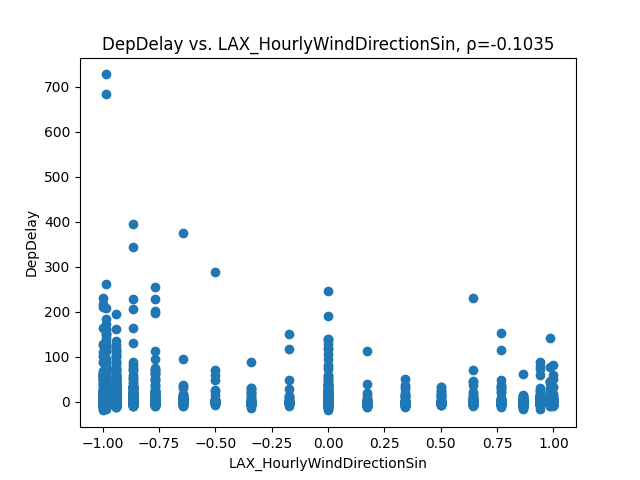 DepDelay vs. LAX_HourlyWindDirectionSin, ρ=-0.1035
DepDelay
700
600
500
400
300
200
100
0
−1.00 −0.75 −0.50 −0.25 0.00 0.25 0.50 0.75 1.00
LAX_HourlyWindDirectionSin